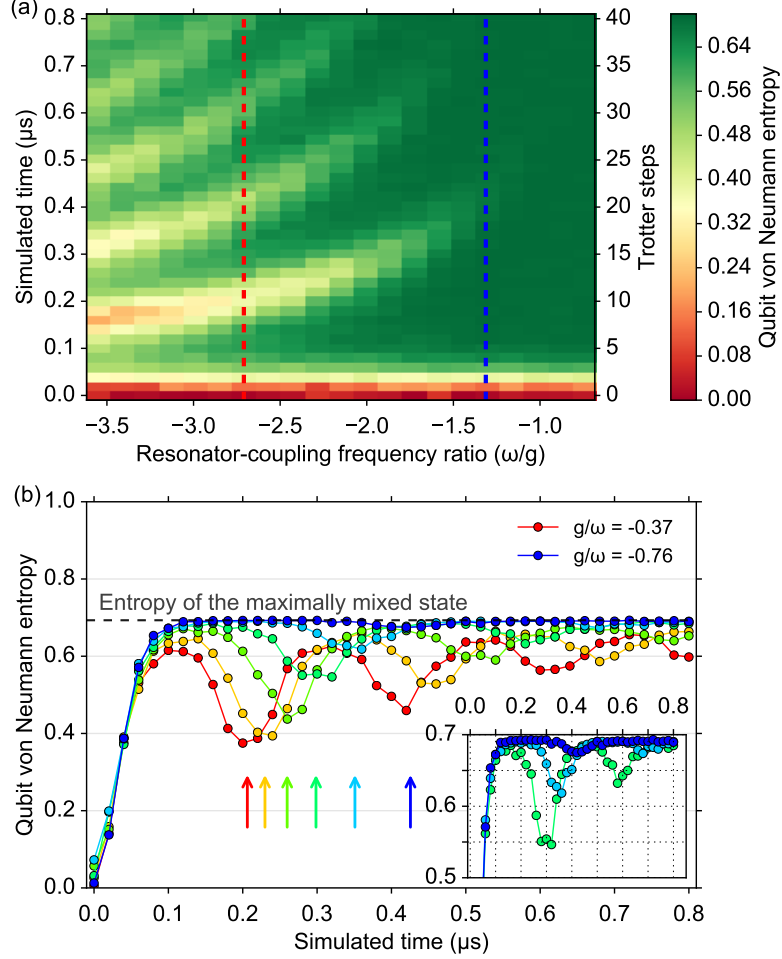 (a)
0.8
0.7
0.6
0.5
0.4
0.3
0.2
0.1
0.0
Simulated time (µs)
−3.5 −3.0 −2.5 −2.0 −1.5 −1.0
Resonator-coupling frequency ratio (ω/g)
40
35
30
25
20
15
10
5
0
Trotter steps
0.64
0.56
0.48
0.40
0.32
0.24
0.16
0.08
0.00
Qubit von Neumann entropy
(b)
1.0
0.8
0.6
0.4
0.2
0.0
Qubit von Neumann entropy
g/ω = -0.37
g/ω = -0.76
Entropy of the maximally mixed state
0.0 0.2 0.4 0.6 0.8
0.7
0.6
0.5
0.0 0.1 0.2 0.3 0.4 0.5 0.6 0.7 0.8
Simulated time (µs)